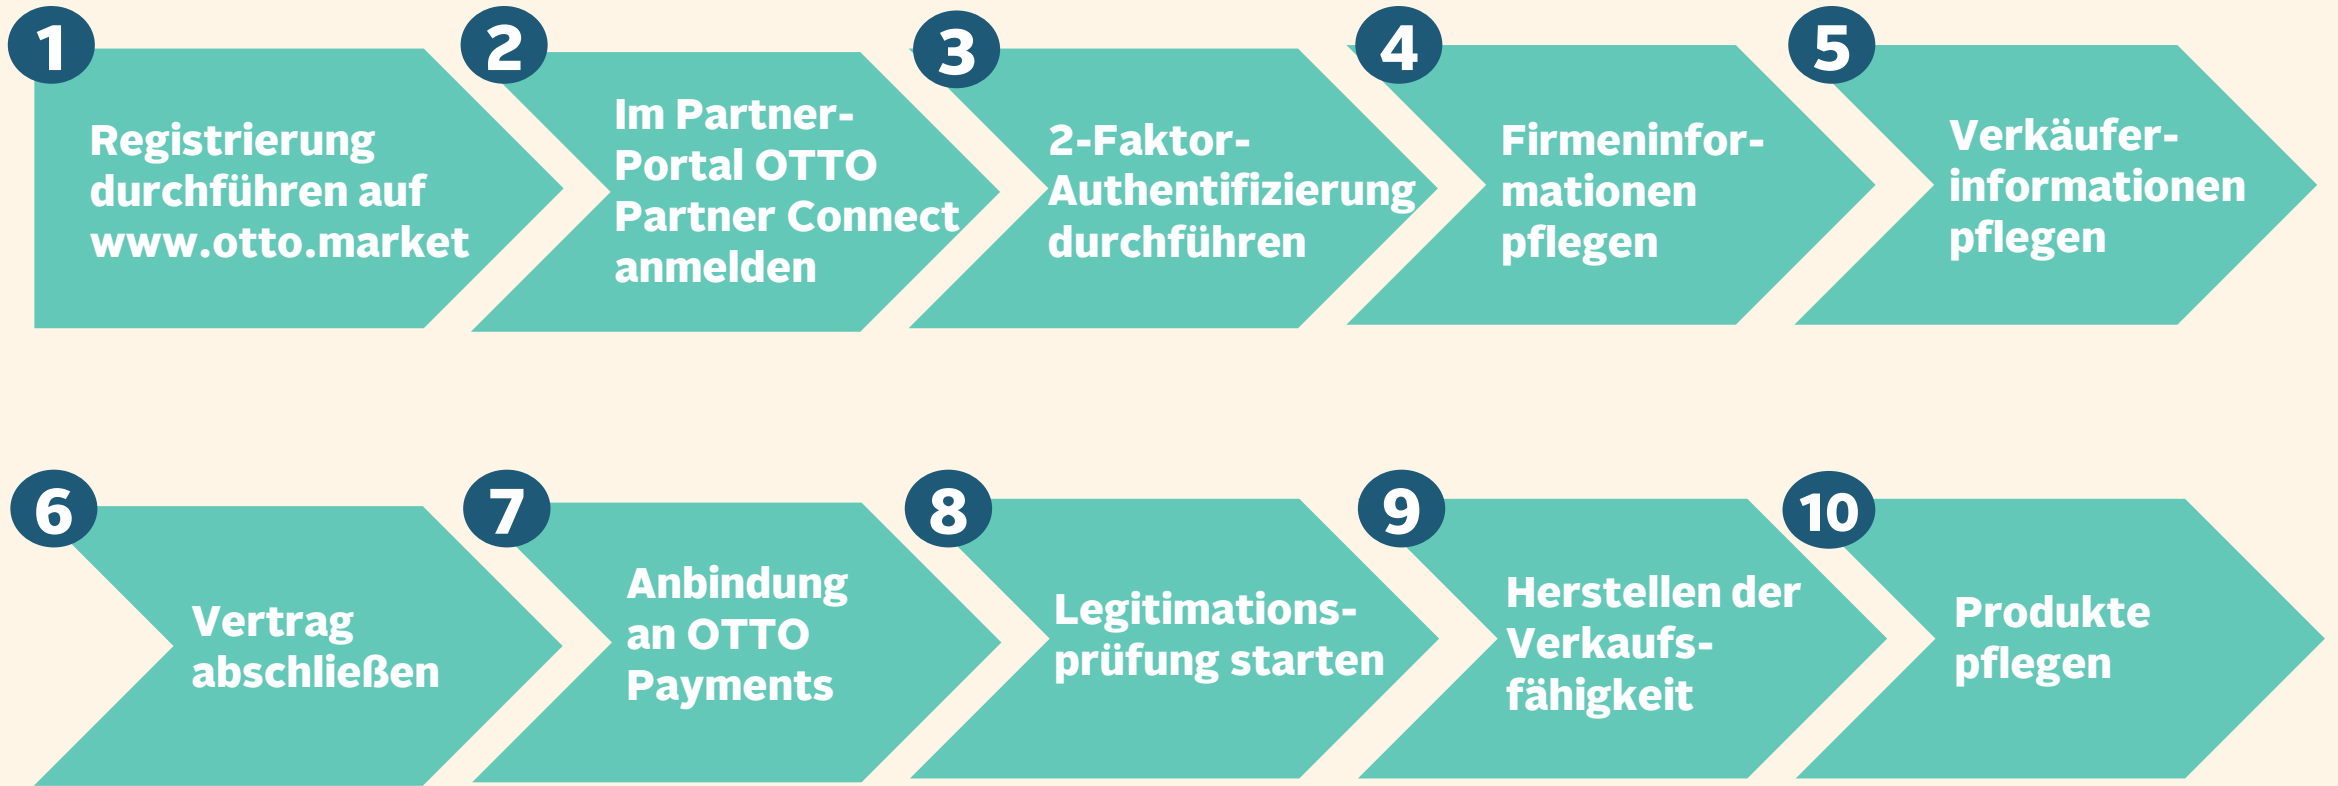 1
Registrierung
durchführen auf
www.otto.market
2
Im Partner-
Portal OTTO
Partner Connect
anmelden
3
2-Faktor-
Authentifizierung
durchführen
4
Firmeninfor-
mationen
pflegen
5
Verkäufer-
informationen
pflegen
6
Vertrag
abschließen
7
Anbindung
an OTTO
Payments
8
Legitimations-
prüfung starten
9
Herstellen der
Verkaufs-
fähigkeit
10
Produkte
pflegen